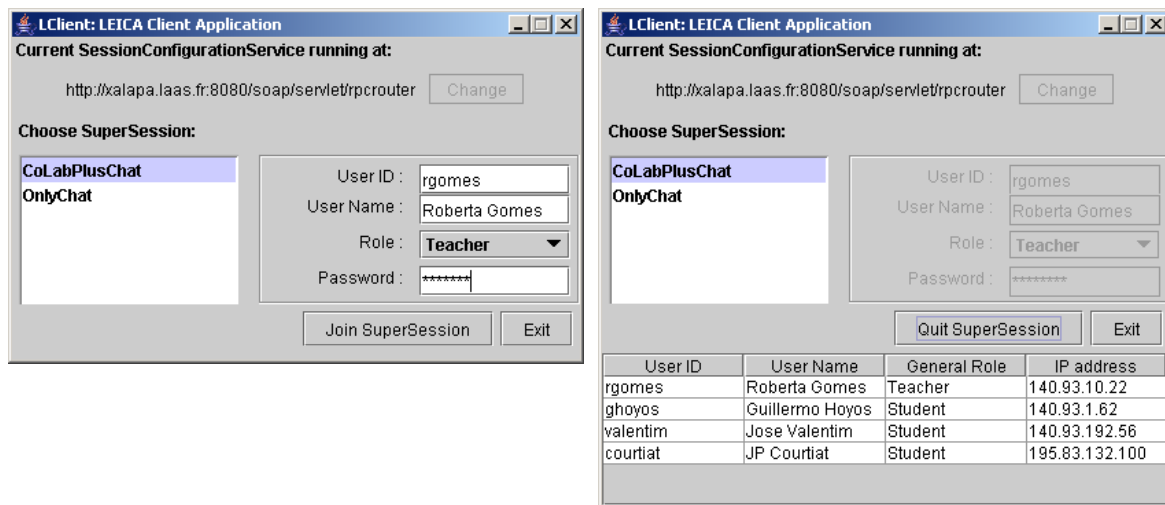 LClient: LEICA Client Application
Current SessionConfigurationService running at:
http://xalapa.laas.fr:8080/soap/servlet/rpcrouter Change
Choose SuperSession:
CoLabPlusChat
OnlyChat
User ID : rgomes
User Name : Roberta Gomes
Role : Teacher
Password : *******
Join SuperSession Exit
LClient: LEICA Client Application
Current SessionConfigurationService running at:
http://xalapa.laas.fr:8080/soap/servlet/rpcrouter Change
Choose SuperSession:
CoLabPlusChat
OnlyChat
User ID : rgomes
User Name : Roberta Gomes
Role : Teacher
Password : ********
Quit SuperSession Exit
User ID User Name General Role IP address
rgomes Roberta Gomes Teacher 140.93.10.22
ghoyos Guillermo Hoyos Student 140.93.1.62
valentim Jose Valentim Student 140.93.192.56
courtiat JP Courtiat Student 195.83.132.100